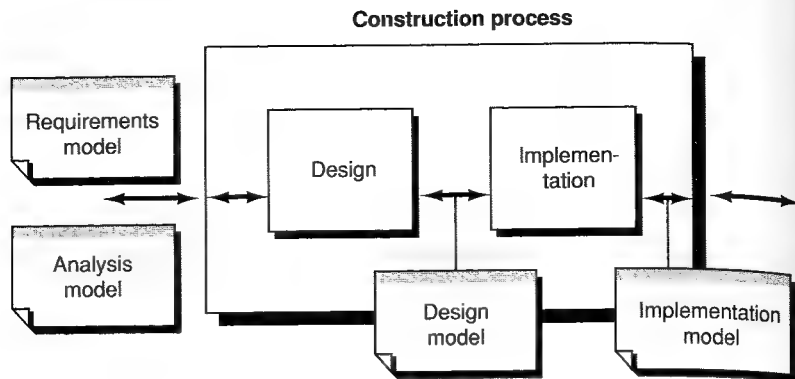 Construction process
Requirements
model
Design
Implemen-
tation
Analysis
model
Design
model
Implementation
model